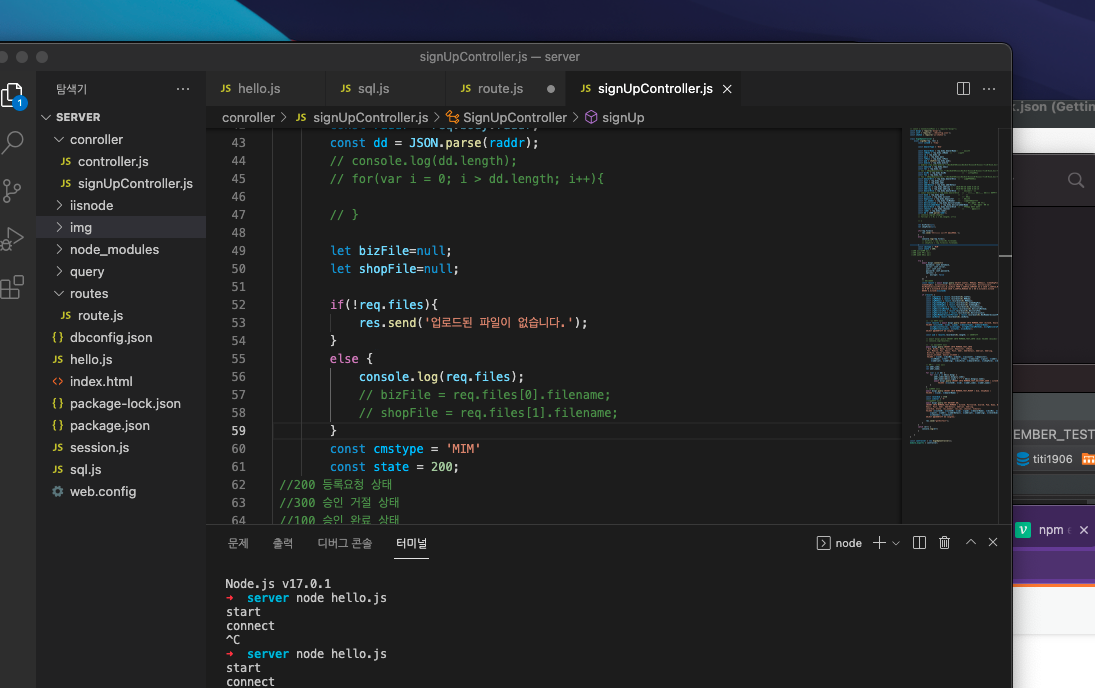 signUpController.js — server
탐색기
···
JS hello.js
JS sql.js
JS route.js
JS signUpController.js
1
SERVER
conroller
JS controller.js
JS signUpController.js
iisnode
img
node_modules
query
routes
JS route.js
{} dbconfig.json
JS hello.js
<> index.html
{} package-lock.json
{} package.json
JS session.js
JS sql.js
web.config
conroller > JS signUpController.js > SignUpController > signUp
43 const dd = JSON.parse(raddr);
44 // console.log(dd.length);
45 // for(var i = 0; i > dd.length; i++){
46
47 // }
48
49 let bizFile=null;
50 let shopFile=null;
51
52 if(!req.files){
53 res.send('업로드된 파일이 없습니다.');
54 }
55 else {
56 console.log(req.files);
57 // bizFile = req.files[0].filename;
58 // shopFile = req.files[1].filename;
59 }
60 const cmstype = 'MIM'
61 const state = 200;
62 //200 등록요청 상태
63 //300 승인 거절 상태
64 //100 승인 완료 상태
문제 출력 디버그 콘솔 터미널
node
Node.js v17.0.1
➜ server node hello.js
start
connect
^C
➜ server node hello.js
start
connect
.json (Gettin
EMBER_TEST
titi1906
npm